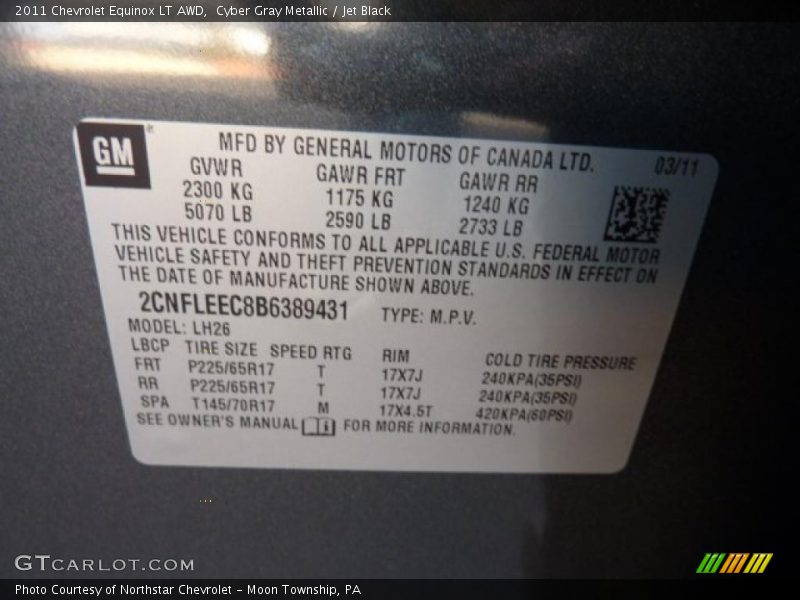 2011 Chevrolet Equinox LT AWD, Cyber Gray Metallic / Jet Black
GM
MFD BY GENERAL MOTORS OF CANADA LTD. 03/11
GVWR GAWR FRT GAWR RR
2300 KG 1175 KG 1240 KG
5070 LB 2590 LB 2733 LB
THIS VEHICLE CONFORMS TO ALL APPLICABLE U.S. FEDERAL MOTOR
VEHICLE SAFETY AND THEFT PREVENTION STANDARDS IN EFFECT ON
THE DATE OF MANUFACTURE SHOWN ABOVE.
2CNFLEEC8B6389431 TYPE: M.P.V.
MODEL: LH26
LBCP TIRE SIZE SPEED RTG RIM COLD TIRE PRESSURE
FRT P225/65R17 T 17X7J 240KPA(35PSI)
RR P225/65R17 T 17X7J 240KPA(35PSI)
SPA T145/70R17 M 17X4.5T 420KPA(60PSI)
SEE OWNER'S MANUAL FOR MORE INFORMATION.
GTCARLOT.COM
Photo Courtesy of Northstar Chevrolet - Moon Township, PA